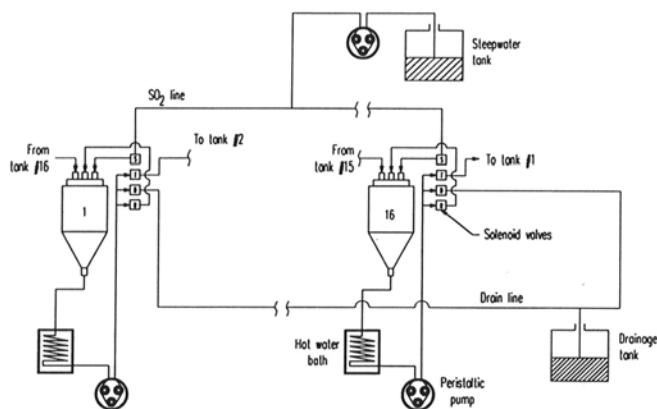 Steepwater
tank
SO2 line
From
tank #16
To tank #2
From
tank #15
To tank #1
1
16
Solenoid valves
Drain line
Hot water
bath
Drainage
tank
Peristaltic
pump